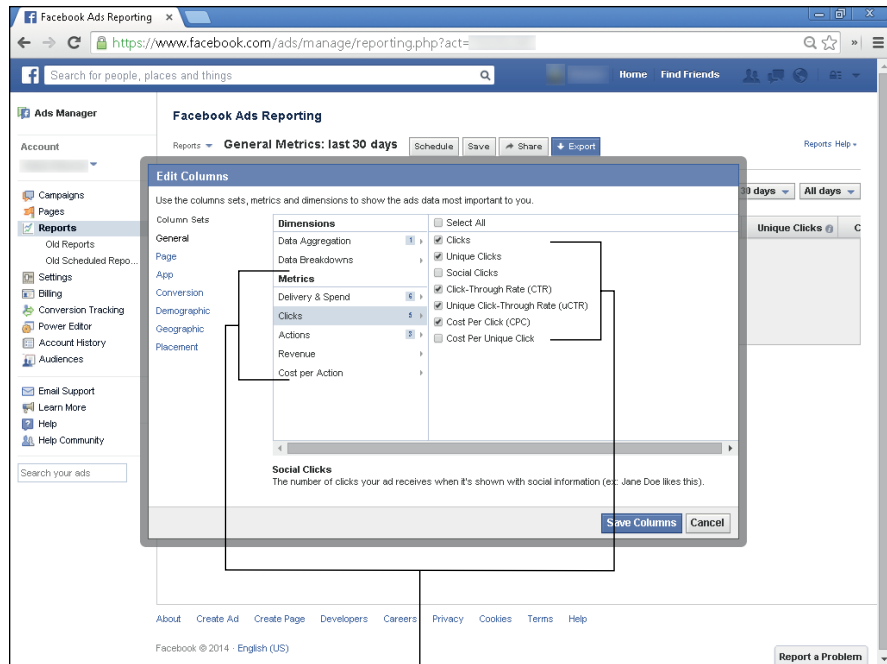 Facebook Ads Reporting
https://www.facebook.com/ads/manage/reporting.php?act=
Search for people, places and things
Home Find Friends
Ads Manager
Facebook Ads Reporting
Account
Reports General Metrics: last 30 days Schedule Save Share Export Reports Help
Edit Columns
Use the columns sets, metrics and dimensions to show the ads data most important to you.
30 days All days
Unique Clicks C
Campaigns
Pages
Reports
Old Reports
Old Scheduled Repo...
Settings
Billing
Conversion Tracking
Power Editor
Account History
Audiences
Email Support
Learn More
Help
Help Community
Search your ads
Column Sets
General
Page
App
Conversion
Demographic
Geographic
Placement
Dimensions
Data Aggregation 1
Data Breakdowns
Metrics
Delivery & Spend 6
Clicks 5
Actions 3
Revenue
Cost per Action
Select All
Clicks
Unique Clicks
Social Clicks
Click-Through Rate (CTR)
Unique Click-Through Rate (uCTR)
Cost Per Click (CPC)
Cost Per Unique Click
Social Clicks
The number of clicks your ad receives when it's shown with social information (ex: Jane Doe likes this).
Save Columns Cancel
About Create Ad Create Page Developers Careers Privacy Cookies Terms Help
Facebook © 2014 · English (US)
Report a Problem